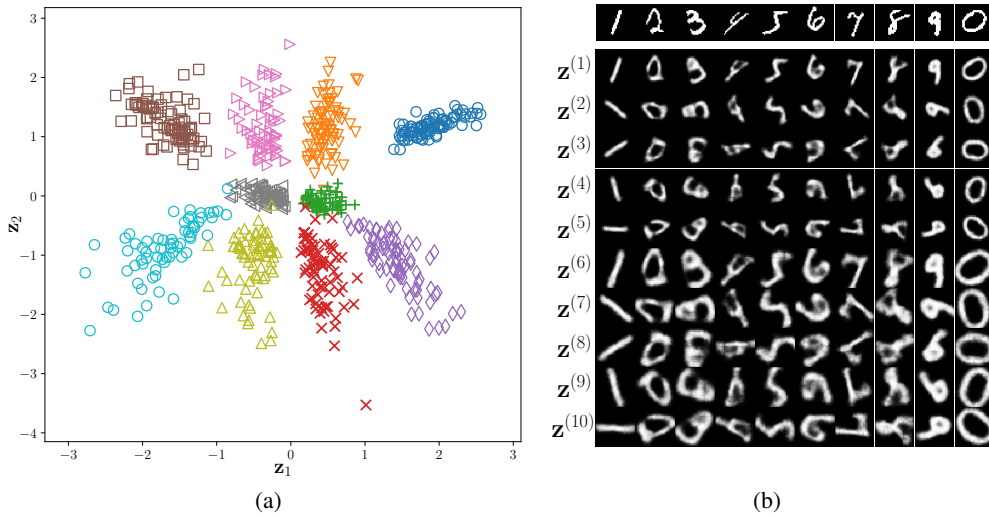 3
2
1
0
−1
−2
−3
−4
z₂
−3
−2
−1
0
1
2
3
z₁
(a)
1 2 3 4 5 6 7 8 9 0
z⁽¹⁾
z⁽²⁾
z⁽³⁾
z⁽⁴⁾
z⁽⁵⁾
z⁽⁶⁾
z⁽⁷⁾
z⁽⁸⁾
z⁽⁹⁾
z⁽¹⁰⁾
(b)